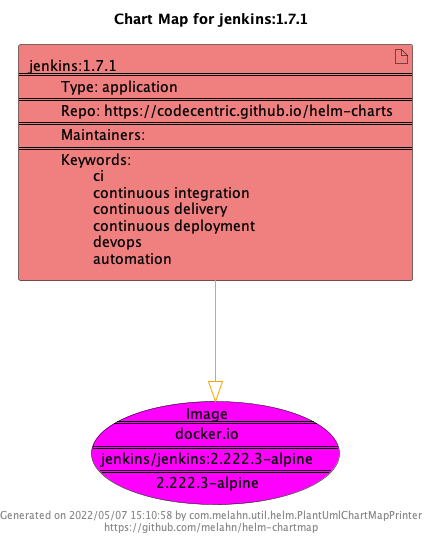 Chart Map for jenkins:1.7.1
jenkins:1.7.1
Type: application
Repo: https://codecentric.github.io/helm-charts
Maintainers:
Keywords:
ci
continuous integration
continuous delivery
continuous deployment
devops
automation
Image
docker.io
jenkins/jenkins:2.222.3-alpine
2.222.3-alpine
Generated on 2022/05/07 15:10:58 by com.melahn.util.helm.PlantUmlChartMapPrinter
https://github.com/melahn/helm-chartmap